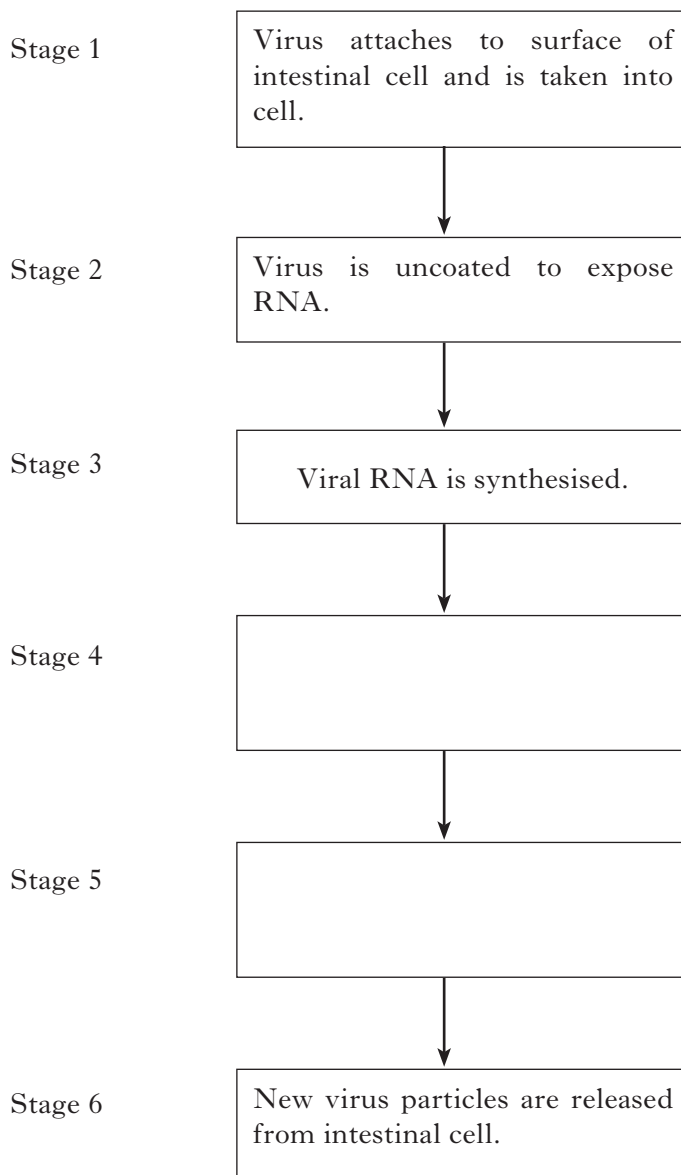 Stage 1
Virus attaches to surface of
intestinal cell and is taken into
cell.
Stage 2
Virus is uncoated to expose
RNA.
Stage 3
Viral RNA is synthesised.
Stage 4
Stage 5
Stage 6
New virus particles are released
from intestinal cell.